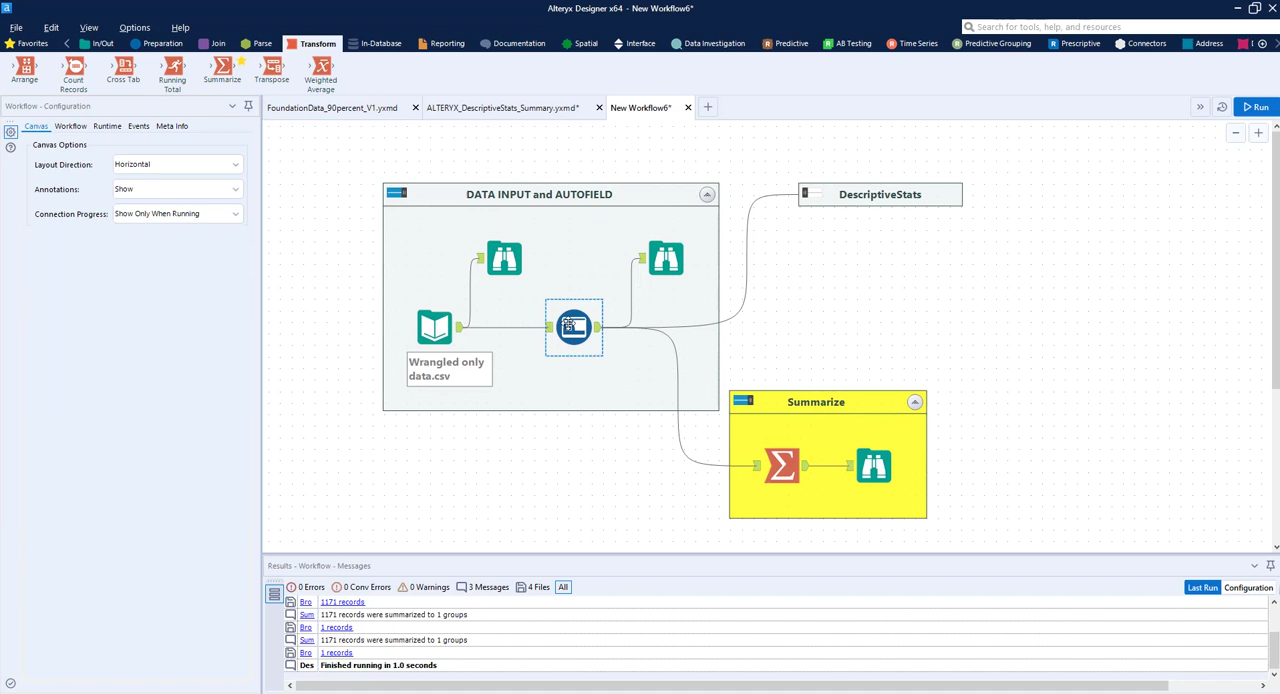 Alteryx Designer x64 - New Workflow6*
File Edit View Options Help
Search for tools, help, and resources
Favorites In/Out Preparation Join Parse Transform In-Database Reporting Documentation Spatial Interface Data Investigation Predictive AB Testing Time Series Predictive Grouping Prescriptive Connectors Address
Arrange
Count
Records
Cross Tab
Running
Total
Summarize
Transpose
Weighted
Average
Workflow - Configuration
FoundationData_90percent_V1.yxmd
ALTERYX_DescriptiveStats_Summary.yxmd*
New Workflow6*
Run
Canvas Workflow Runtime Events Meta Info
Canvas Options
Layout Direction: Horizontal
Annotations: Show
Connection Progress: Show Only When Running
DATA INPUT and AUTOFIELD
DescriptiveStats
Wrangled only
data.csv
Summarize
Results - Workflow - Messages
0 Errors 0 Conv Errors 0 Warnings 3 Messages 4 Files All
Last Run Configuration
Bro 1171 records
Sum 1171 records were summarized to 1 groups
Bro 1 records
Sum 1171 records were summarized to 1 groups
Bro 1 records
Des Finished running in 1.0 seconds